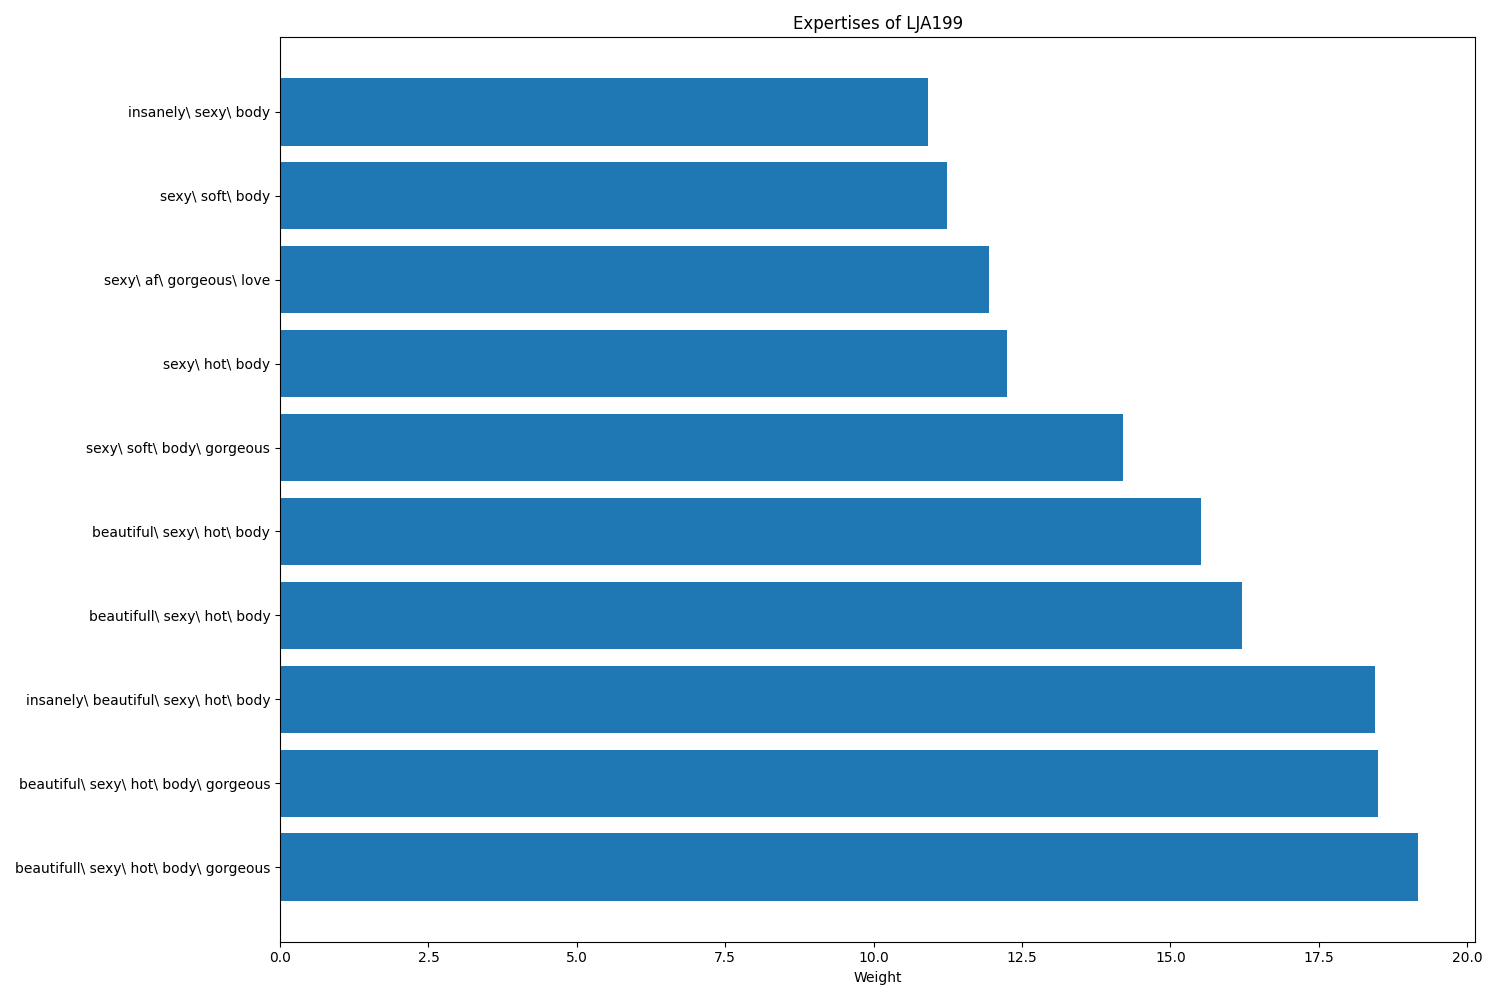 Expertises of LJA199
insanely\ sexy\ body
sexy\ soft\ body
sexy\ af\ gorgeous\ love
sexy\ hot\ body
sexy\ soft\ body\ gorgeous
beautiful\ sexy\ hot\ body
beautifull\ sexy\ hot\ body
insanely\ beautiful\ sexy\ hot\ body
beautiful\ sexy\ hot\ body\ gorgeous
beautifull\ sexy\ hot\ body\ gorgeous
0.0 2.5 5.0 7.5 10.0 12.5 15.0 17.5 20.0
Weight